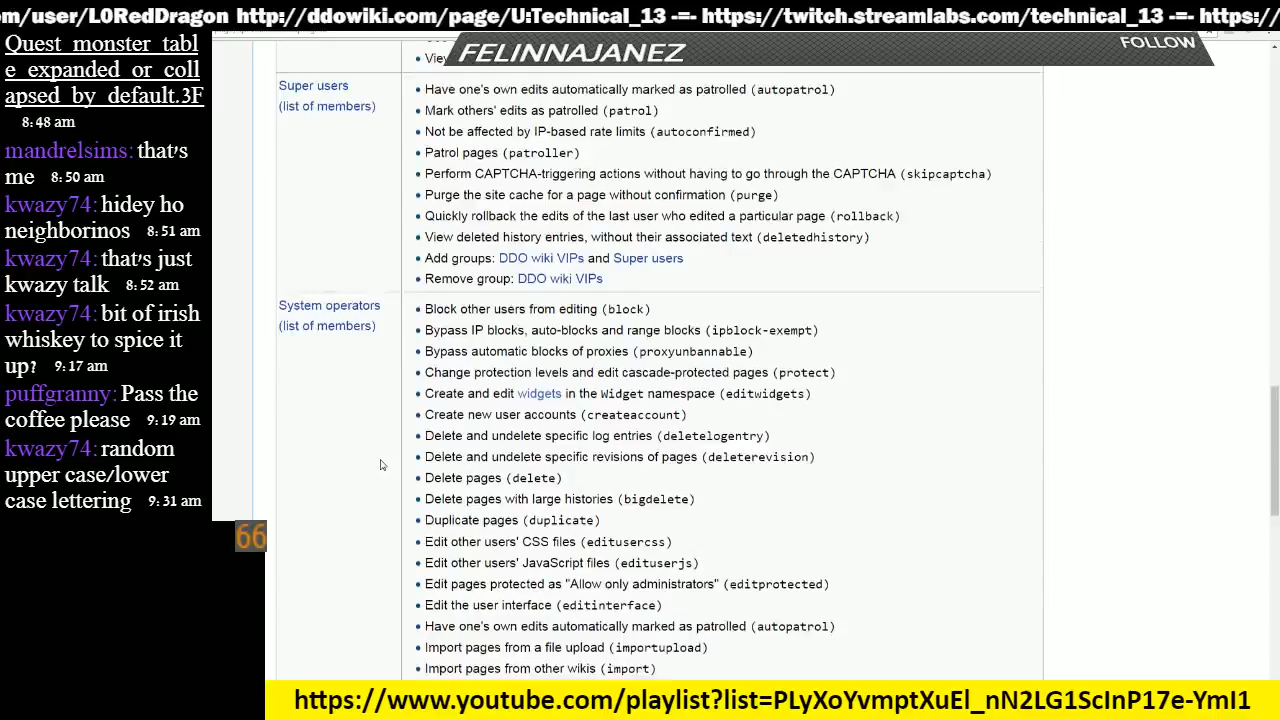 om/user/L0RedDragon http://ddowiki.com/page/U:Technical_13 -=- https://twitch.streamlabs.com/technical_13 -=- https:/
FELINNAJANEZ
FOLLOW
Quest monster tabl
e expanded or coll
apsed by default.3F
8:48 am
mandrelsims: that's
me 8:50 am
kwazy74: hidey ho
neighborinos 8:51 am
kwazy74: that's just
kwazy talk 8:52 am
kwazy74: bit of irish
whiskey to spice it
up? 9:17 am
puffgranny: Pass the
coffee please 9:19 am
kwazy74: random
upper case/lower
case lettering 9:31 am
66
Super users
(list of members)
• Have one's own edits automatically marked as patrolled (autopatrol)
• Mark others' edits as patrolled (patrol)
• Not be affected by IP-based rate limits (autoconfirmed)
• Patrol pages (patroller)
• Perform CAPTCHA-triggering actions without having to go through the CAPTCHA (skipcaptcha)
• Purge the site cache for a page without confirmation (purge)
• Quickly rollback the edits of the last user who edited a particular page (rollback)
• View deleted history entries, without their associated text (deletedhistory)
• Add groups: DDO wiki VIPs and Super users
• Remove group: DDO wiki VIPs
System operators
(list of members)
• Block other users from editing (block)
• Bypass IP blocks, auto-blocks and range blocks (ipblock-exempt)
• Bypass automatic blocks of proxies (proxyunbannable)
• Change protection levels and edit cascade-protected pages (protect)
• Create and edit widgets in the Widget namespace (editwidgets)
• Create new user accounts (createaccount)
• Delete and undelete specific log entries (deletelogentry)
• Delete and undelete specific revisions of pages (deleterevision)
• Delete pages (delete)
• Delete pages with large histories (bigdelete)
• Duplicate pages (duplicate)
• Edit other users' CSS files (editusercss)
• Edit other users' JavaScript files (edituserjs)
• Edit pages protected as "Allow only administrators" (editprotected)
• Edit the user interface (editinterface)
• Have one's own edits automatically marked as patrolled (autopatrol)
• Import pages from a file upload (importupload)
• Import pages from other wikis (import)
https://www.youtube.com/playlist?list=PLyXoYvmptXuEl_nN2LG1ScInP17e-YmI1